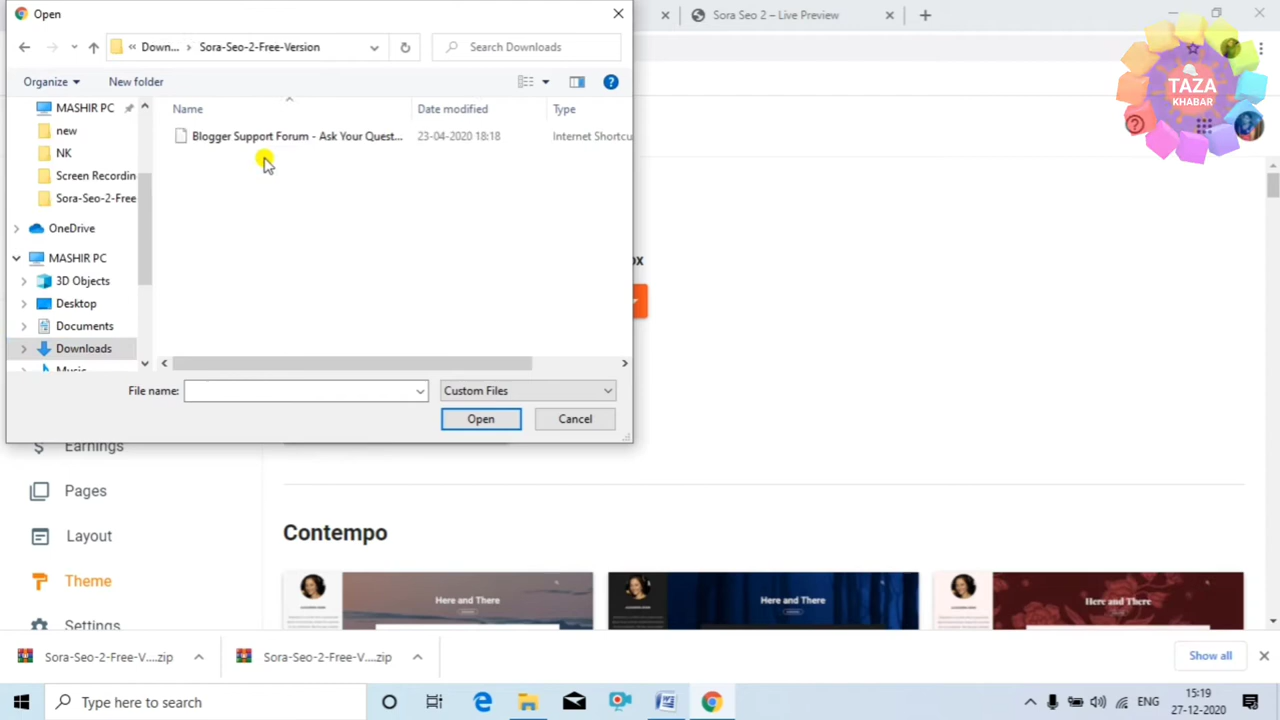 Open
Sora Seo 2 – Live Preview
« Down... › Sora-Seo-2-Free-Version
Search Downloads
Organize
New folder
TAZA
KHABAR
MASHIR PC
new
NK
Screen Recordin
Sora-Seo-2-Free
OneDrive
MASHIR PC
3D Objects
Desktop
Documents
Downloads
Name
Date modified
Type
Blogger Support Forum - Ask Your Quest...
23-04-2020 18:18
Internet Shortcu
ox
File name:
Custom Files
Open
Cancel
Earnings
Pages
Layout
Theme
Settings
Contempo
Here and There
Here and There
Here and There
Sora-Seo-2-Free-V....zip
Sora-Seo-2-Free-V....zip
Show all
Type here to search
ENG
15:19
27-12-2020